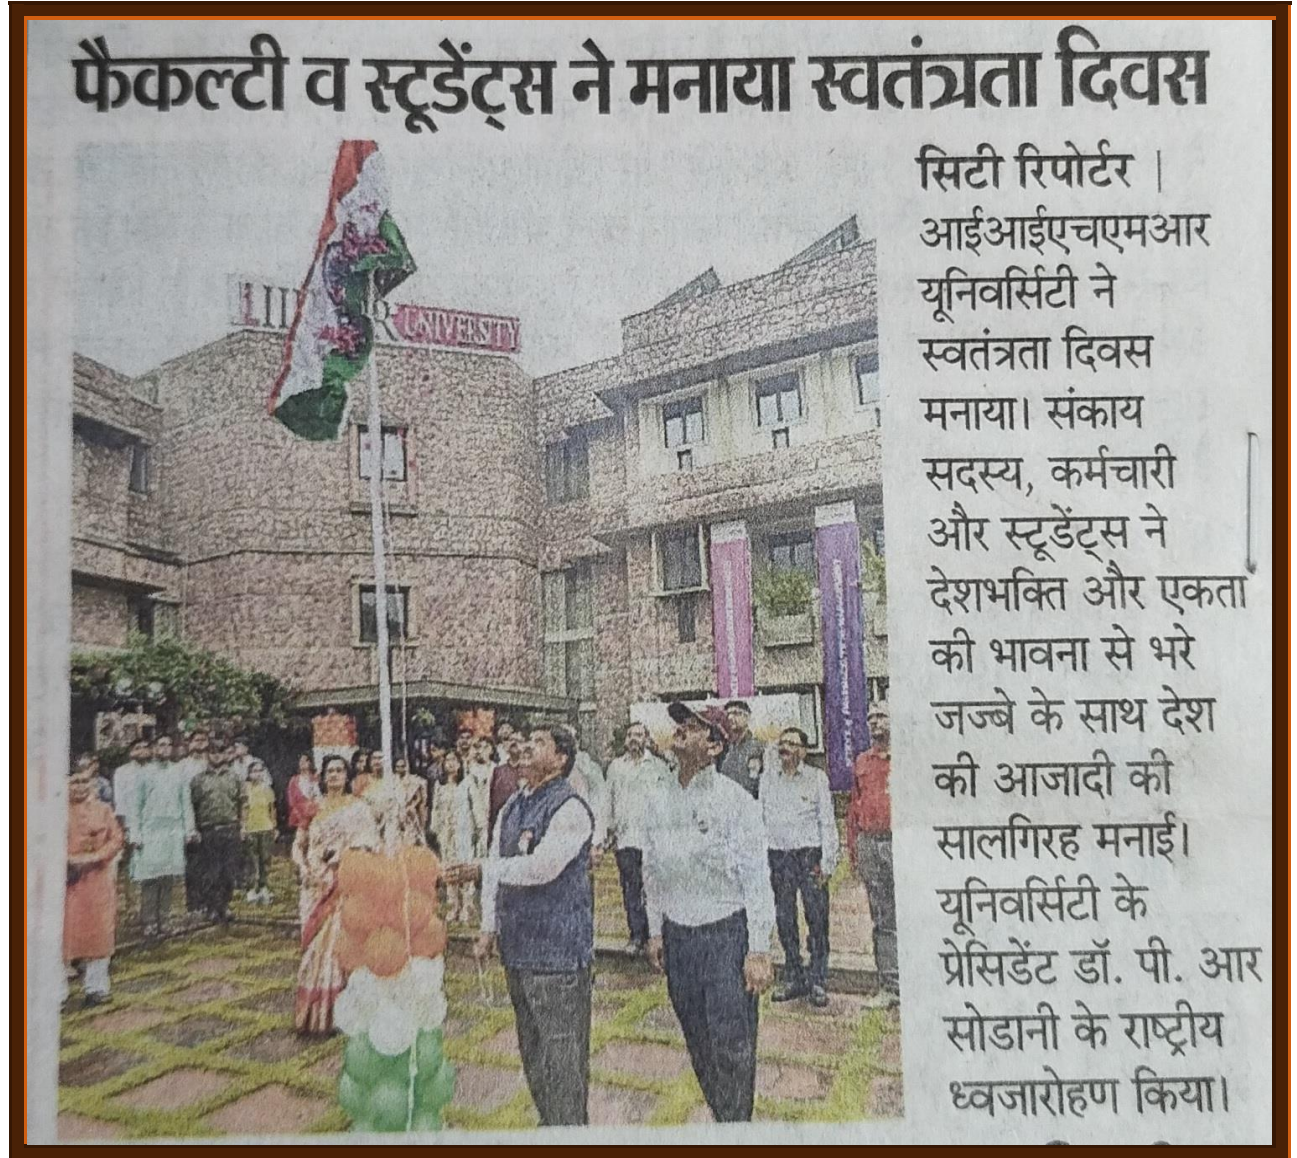 फैकल्टी व स्टूडेंट्स ने मनाया स्वतंत्रता दिवस
सिटी रिपोर्टर |
आईआईएचएमआर
यूनिवर्सिटी ने
स्वतंत्रता दिवस
मनाया। संकाय
सदस्य, कर्मचारी
और स्टूडेंट्स ने
देशभक्ति और एकता
की भावना से भरे
जज्बे के साथ देश
की आजादी की
सालगिरह मनाई।
यूनिवर्सिटी के
प्रेसिडेंट डॉ. पी. आर
सोडानी के राष्ट्रीय
ध्वजारोहण किया।
UNIVERSITY